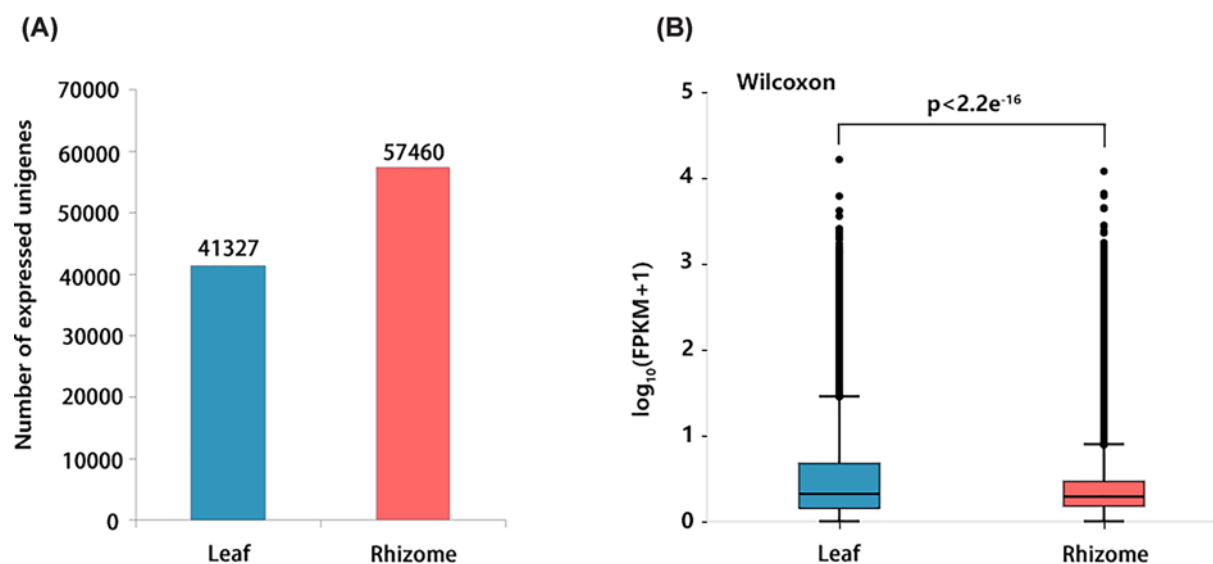 (A)
Number of expressed unigenes
70000
60000
50000
40000
30000
20000
10000
0
41327
57460
Leaf
Rhizome
(B)
Wilcoxon
p<2.2e⁻¹⁶
log₁₀(FPKM+1)
5
4
3
2
1
0
Leaf
Rhizome